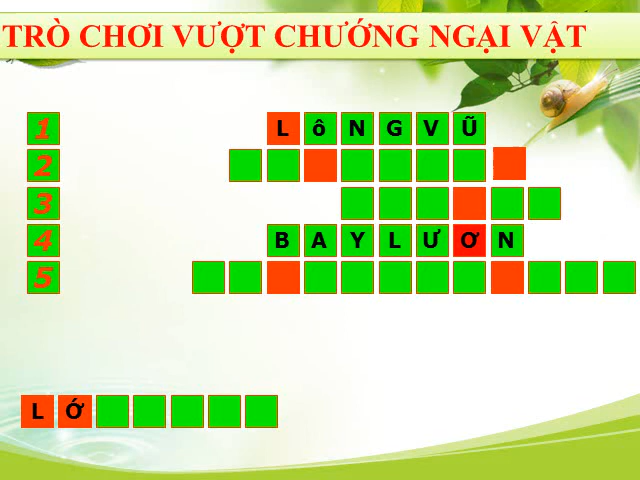 TRÒ CHƠI VƯỢT CHƯỚNG NGẠI VẬT
1 L ô N G V Ũ
2
3
4 B A Y L Ư Ơ N
5
L Ớ